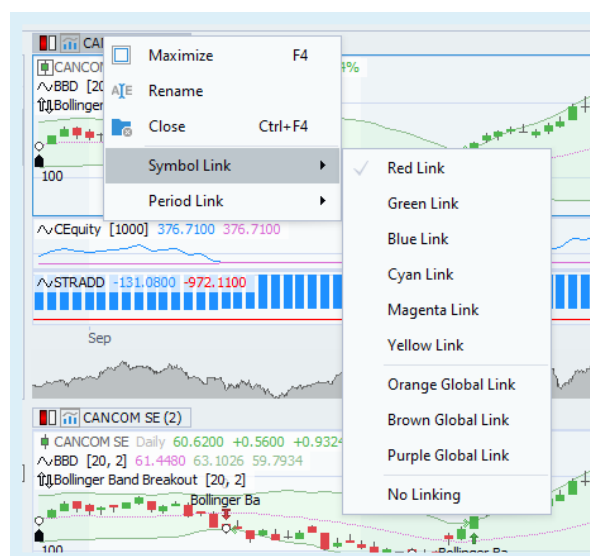 CAN
Maximize F4
CANCOM 4%
BBD [20
Rename
Bollinger
Close Ctrl+F4
Symbol Link
Red Link
100
Period Link
Green Link
CEquity [1000] 376.7100 376.7100
Blue Link
Cyan Link
STRADD -131.0800 -972.1100
Magenta Link
Sep
Yellow Link
Orange Global Link
CANCOM SE (2)
Brown Global Link
CANCOM SE Daily 60.6200 +0.5600 +0.9324
BBD [20, 2] 61.4480 63.1026 59.7934
Purple Global Link
Bollinger Band Breakout [20, 2]
Bollinger Ba
No Linking
100
Bollinger Ba